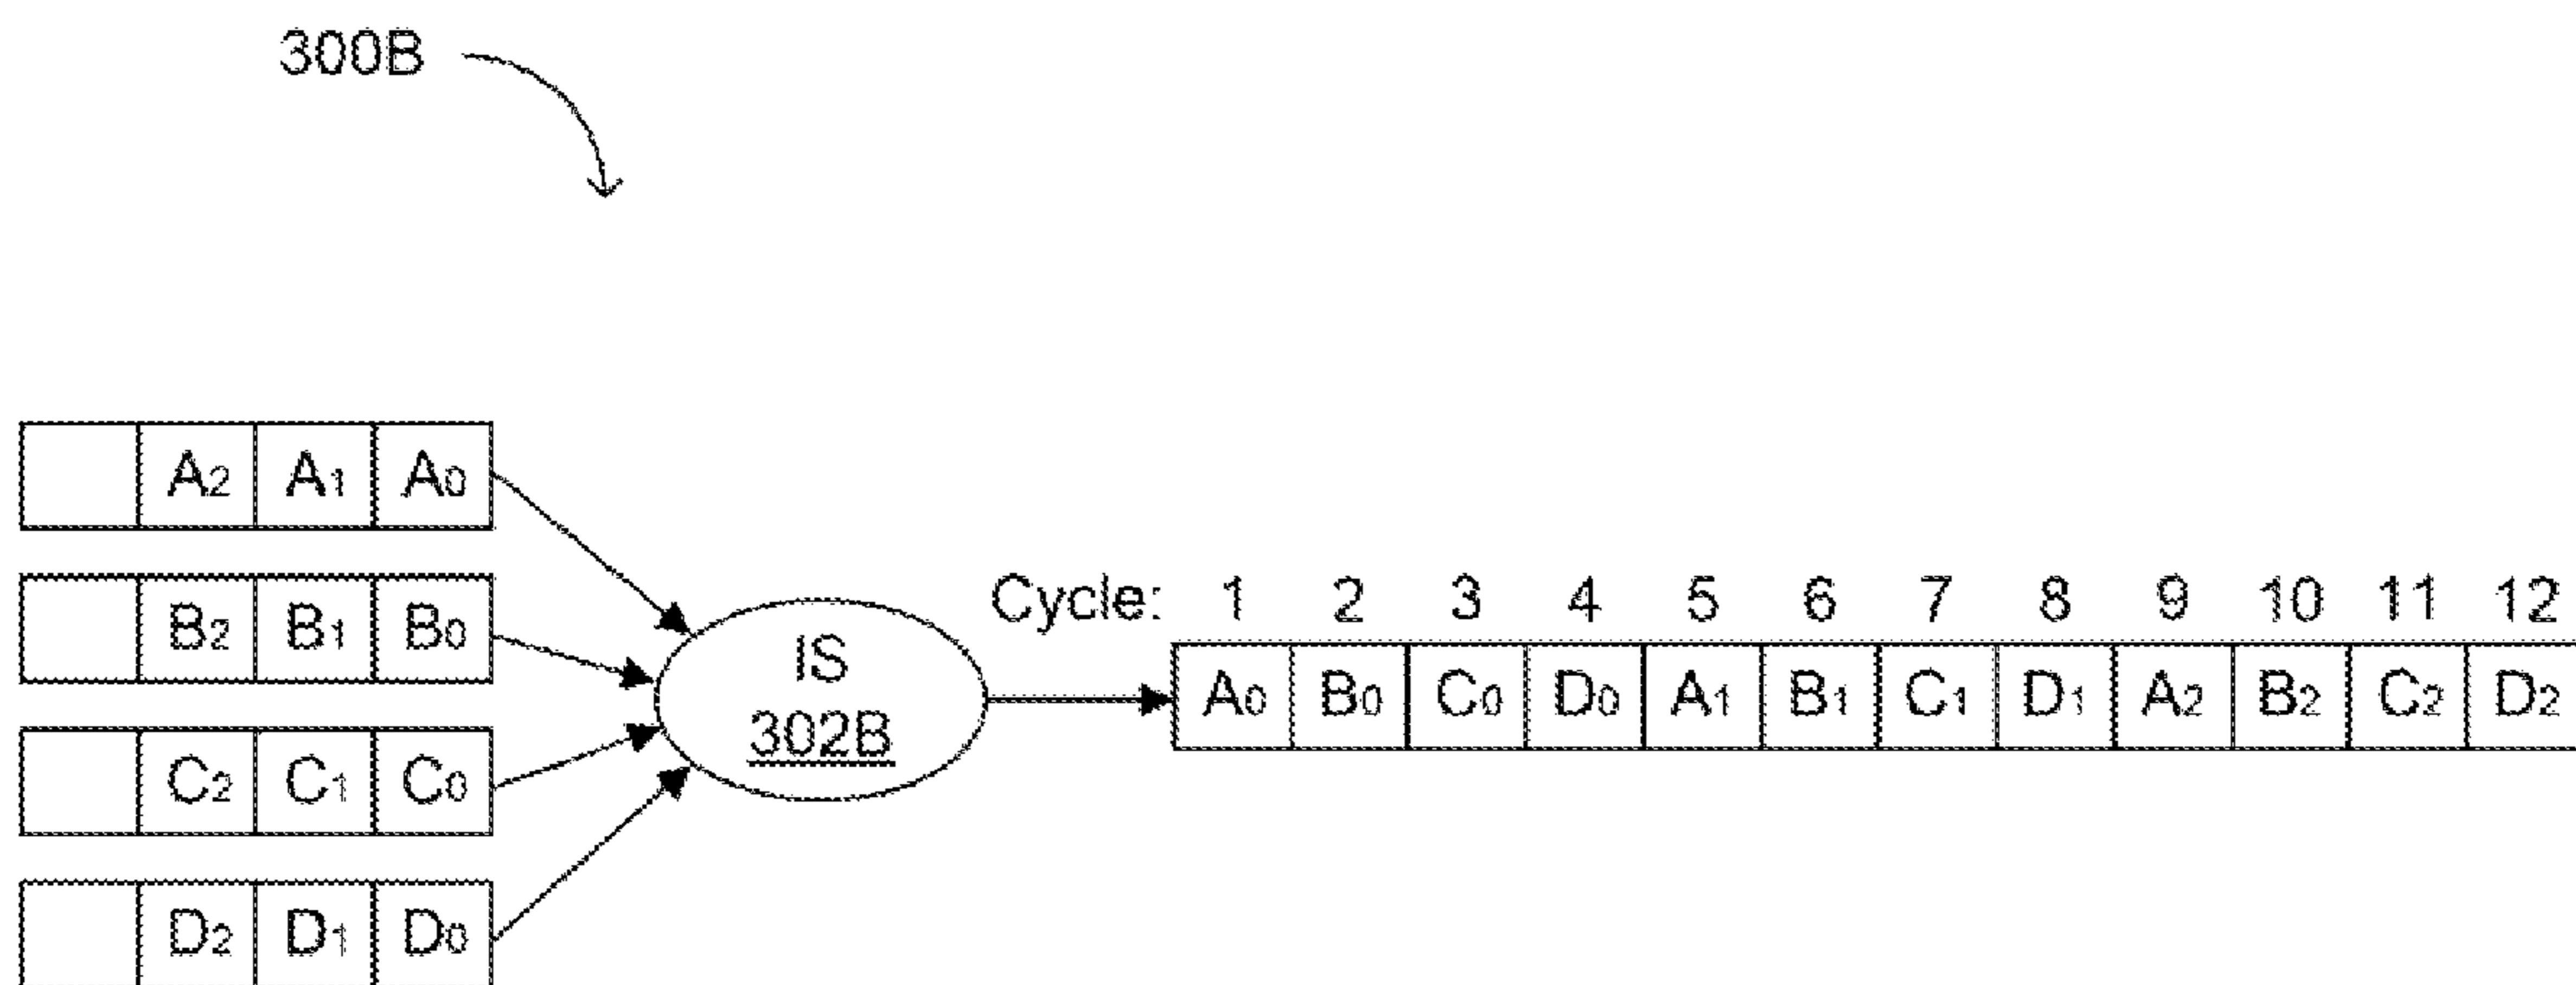 300B
A2 A1 A0
B2 B1 B0
C2 C1 C0
D2 D1 D0
IS
302B
Cycle: 1 2 3 4 5 6 7 8 9 10 11 12
A0 B0 C0 D0 A1 B1 C1 D1 A2 B2 C2 D2